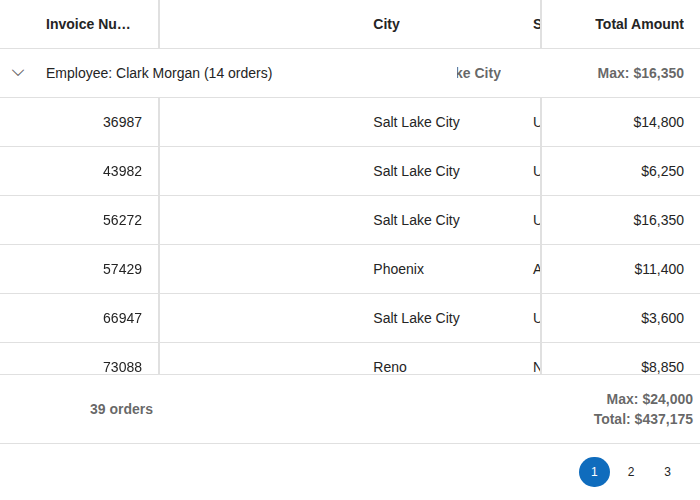 Invoice Nu… City S Total Amount
Employee: Clark Morgan (14 orders) ke City Max: $16,350
36987 Salt Lake City U $14,800
43982 Salt Lake City U $6,250
56272 Salt Lake City U $16,350
57429 Phoenix A $11,400
66947 Salt Lake City U $3,600
73088 Reno N $8,850
39 orders Max: $24,000
Total: $437,175
1 2 3